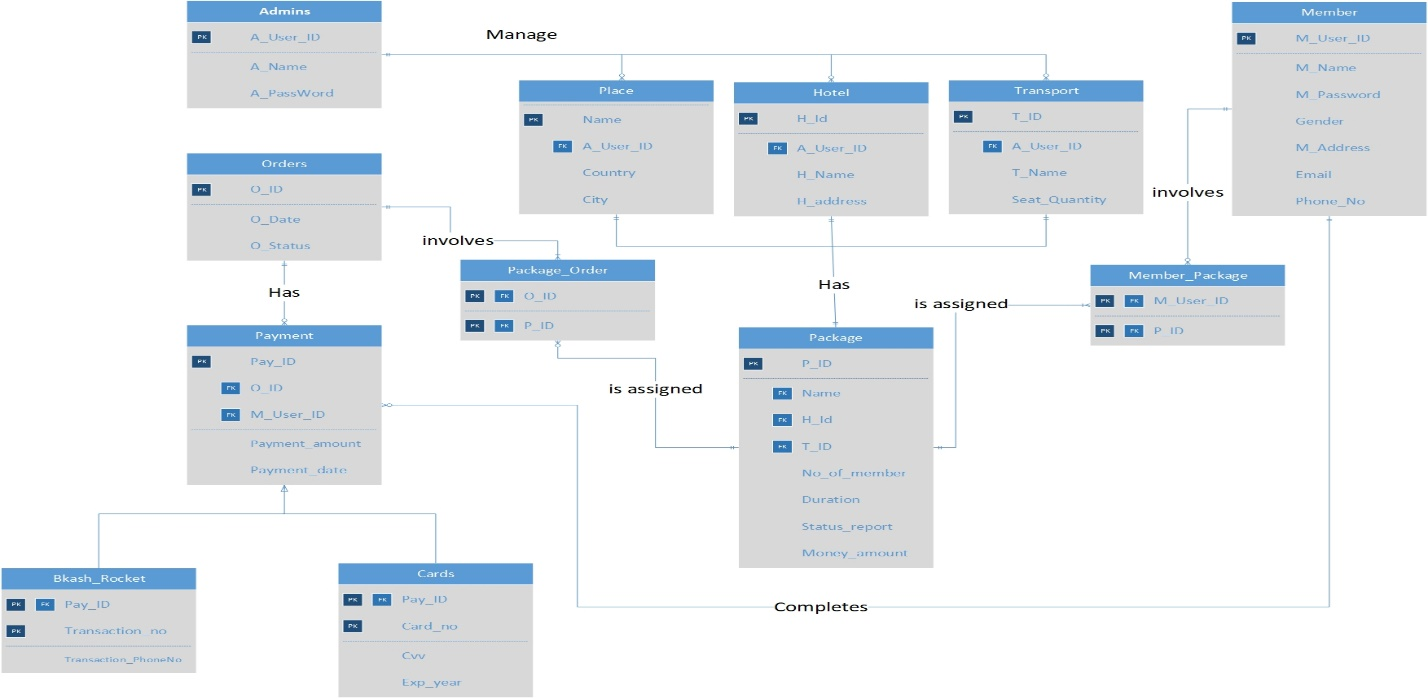 Admins
PK A_User_ID
A_Name
A_PassWord
Manage
Place
PK Name
FK A_User_ID
Country
City
Hotel
PK H_Id
FK A_User_ID
H_Name
H_address
Transport
PK T_ID
FK A_User_ID
T_Name
Seat_Quantity
Member
PK M_User_ID
M_Name
M_Password
Gender
M_Address
Email
Phone_No
Orders
PK O_ID
O_Date
O_Status
involves
involves
Package_Order
PK FK O_ID
PK FK P_ID
Has
Has
is assigned
Member_Package
PK FK M_User_ID
PK FK P_ID
Payment
PK Pay_ID
FK O_ID
FK M_User_ID
Payment_amount
Payment_date
is assigned
Package
PK P_ID
FK Name
FK H_Id
FK T_ID
No_of_member
Duration
Status_report
Money_amount
Bkash_Rocket
PK FK Pay_ID
PK Transaction_no
Transaction_PhoneNo
Cards
PK FK Pay_ID
PK Card_no
Cvv
Exp_year
Completes